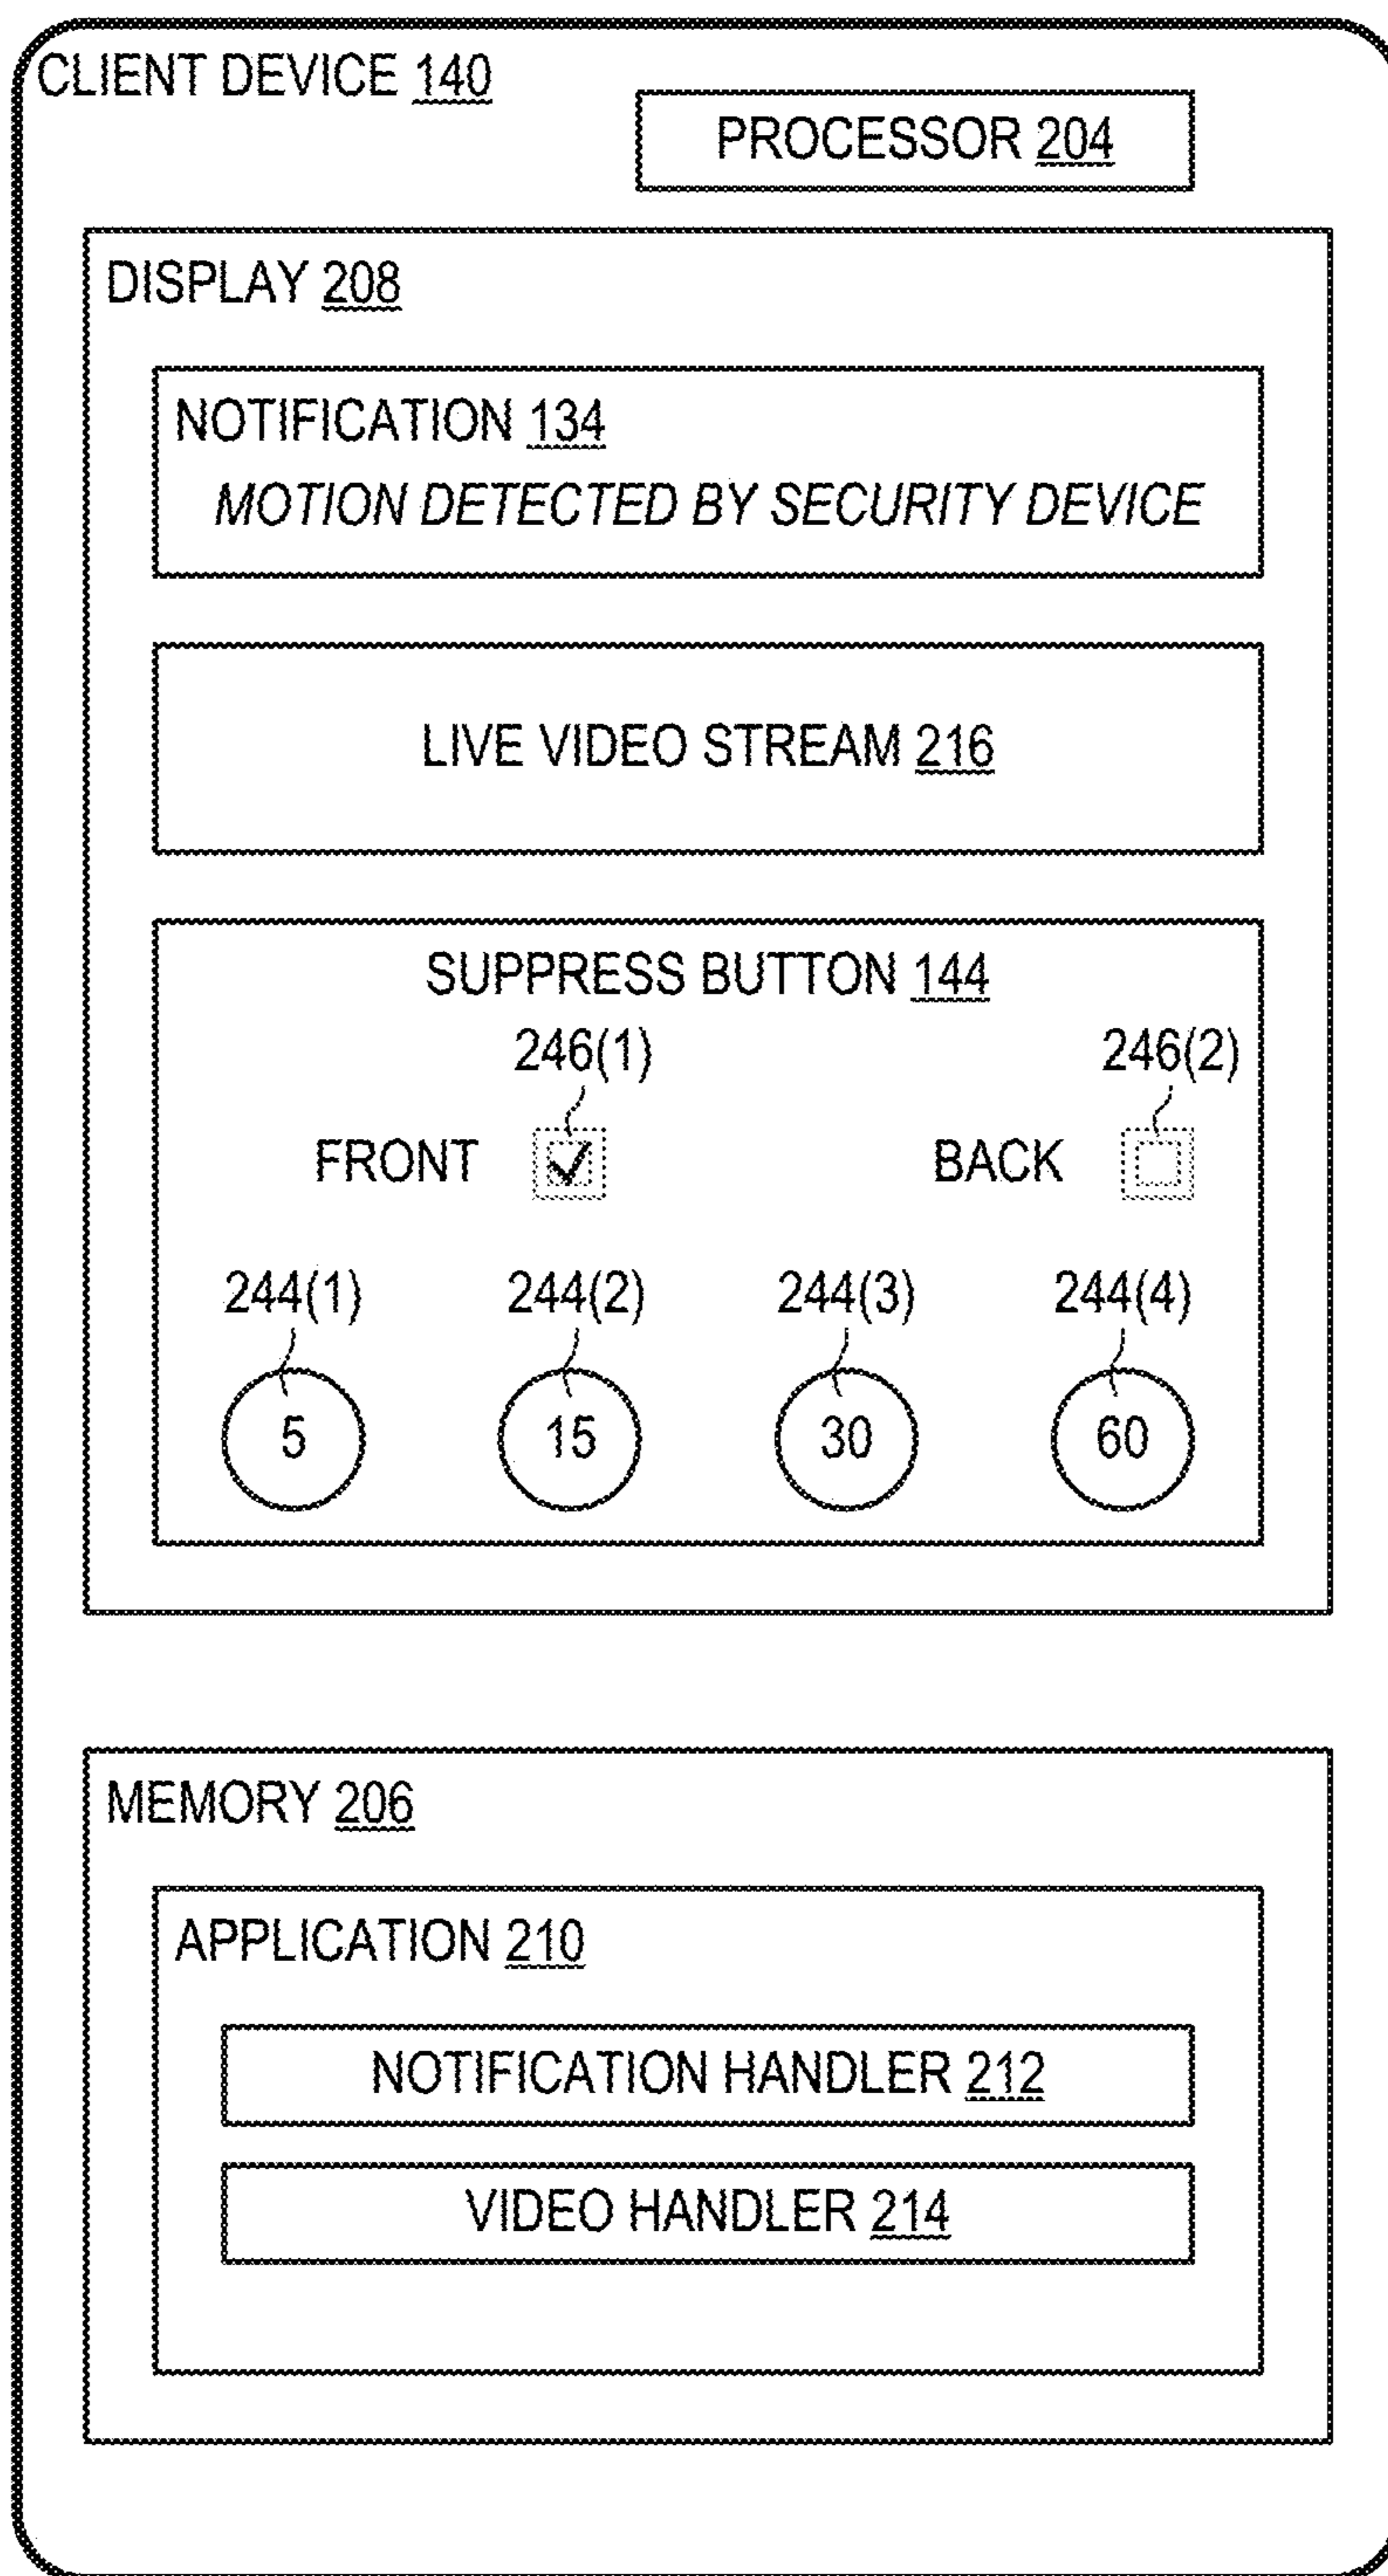 CLIENT DEVICE 140
PROCESSOR 204
DISPLAY 208
NOTIFICATION 134
MOTION DETECTED BY SECURITY DEVICE
LIVE VIDEO STREAM 216
SUPPRESS BUTTON 144
246(1) 246(2)
FRONT BACK
244(1) 244(2) 244(3) 244(4)
5 15 30 60
MEMORY 206
APPLICATION 210
NOTIFICATION HANDLER 212
VIDEO HANDLER 214